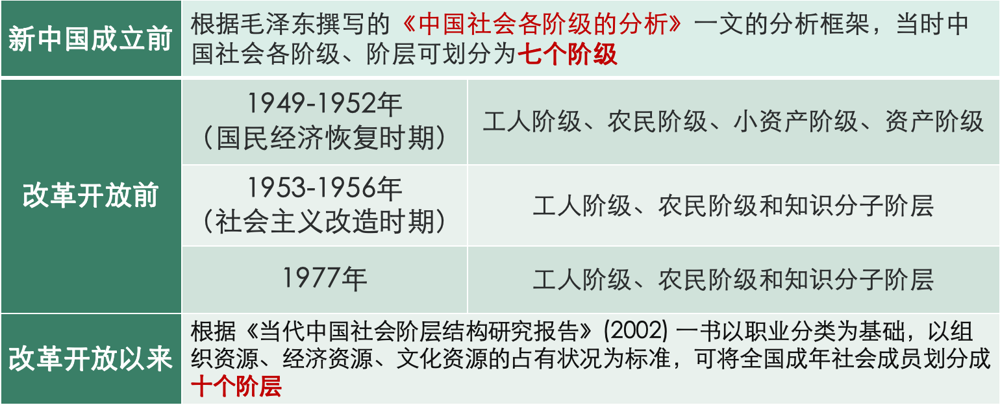 新中国成立前
根据毛泽东撰写的《中国社会各阶级的分析》一文的分析框架，当时中
国社会各阶级、阶层可划分为七个阶级
改革开放前
1949-1952年
（国民经济恢复时期）
工人阶级、农民阶级、小资产阶级、资产阶级
1953-1956年
（社会主义改造时期）
工人阶级、农民阶级和知识分子阶层
1977年
工人阶级、农民阶级和知识分子阶层
改革开放以来
根据《当代中国社会阶层结构研究报告》(2002) 一书以职业分类为基础，以组
织资源、经济资源、文化资源的占有状况为标准，可将全国成年社会成员划分成
十个阶层